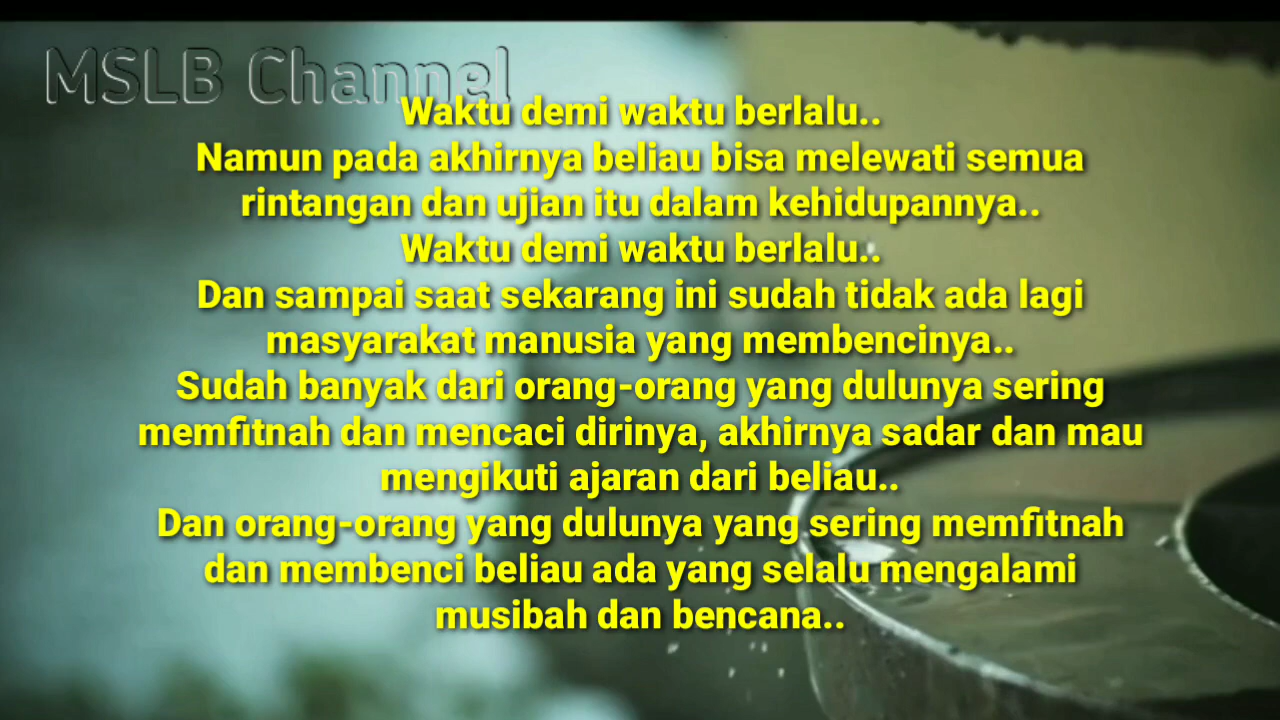 MSLB Channel
Waktu demi waktu berlalu..
Namun pada akhirnya beliau bisa melewati semua
rintangan dan ujian itu dalam kehidupannya..
Waktu demi waktu berlalu..
Dan sampai saat sekarang ini sudah tidak ada lagi
masyarakat manusia yang membencinya..
Sudah banyak dari orang-orang yang dulunya sering
memfitnah dan mencaci dirinya, akhirnya sadar dan mau
mengikuti ajaran dari beliau..
Dan orang-orang yang dulunya yang sering memfitnah
dan membenci beliau ada yang selalu mengalami
musibah dan bencana..